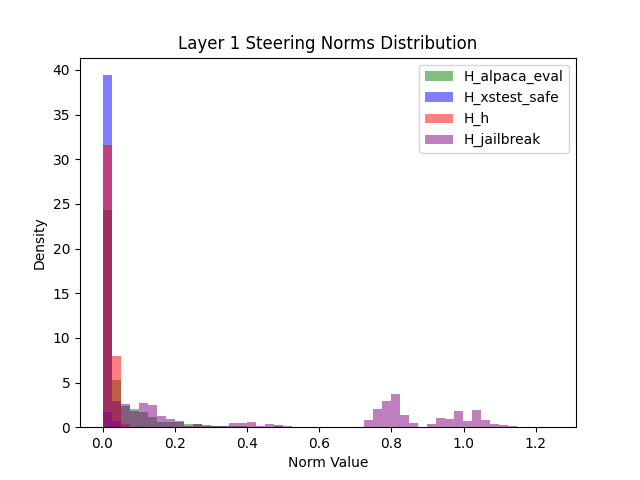 Layer 1 Steering Norms Distribution
H_alpaca_eval
H_xstest_safe
H_h
H_jailbreak
Density
40
35
30
25
20
15
10
5
0
0.0 0.2 0.4 0.6 0.8 1.0 1.2
Norm Value